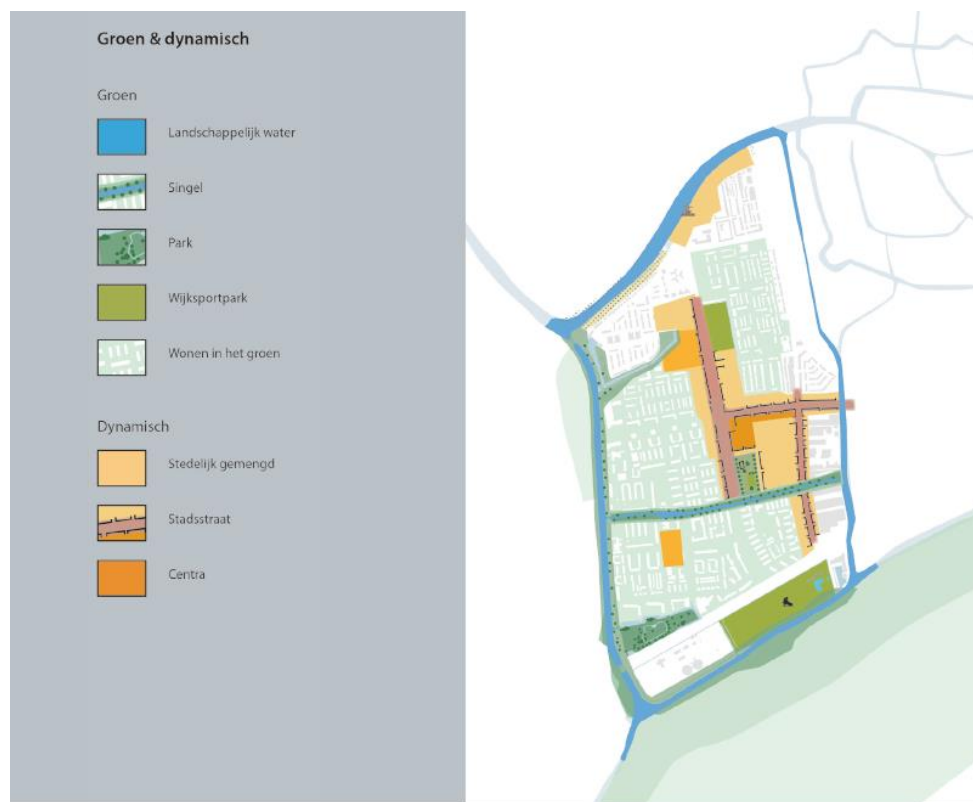 Groen & dynamisch
Groen
Landschappelijk water
Singel
Park
Wijksportpark
Wonen in het groen
Dynamisch
Stedelijk gemengd
Stadsstraat
Centra